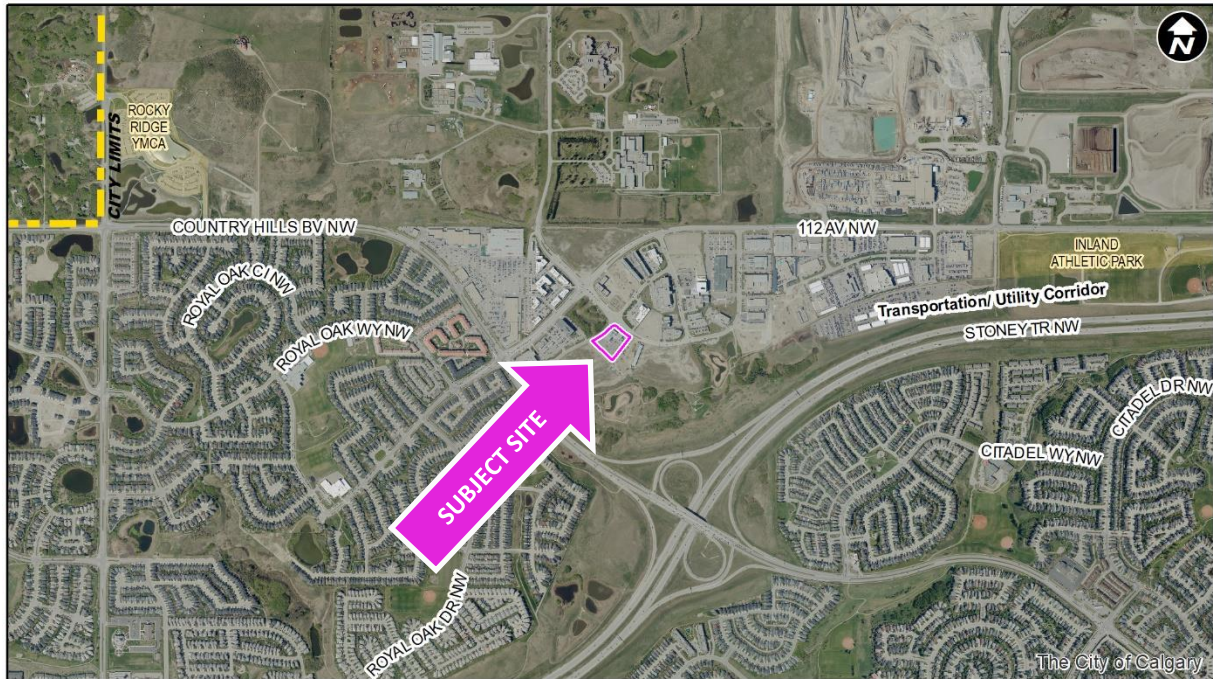 N
ROCKY
RIDGE
YMCA
CITY LIMITS
COUNTRY HILLS BV NW
112 AV NW
INLAND
ATHLETIC PARK
Transportation/ Utility Corridor
STONEY TR NW
ROYAL OAK CI NW
ROYAL OAK WY NW
CITADEL DR NW
CITADEL WY NW
SUBJECT SITE
ROYAL OAK DR NW
The City of Calgary